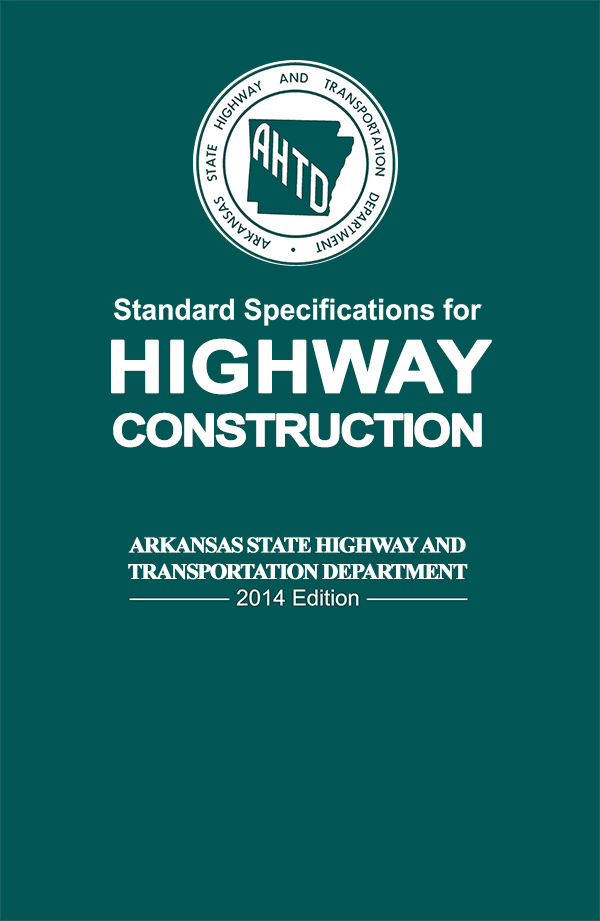 ARKANSAS STATE HIGHWAY AND TRANSPORTATION DEPARTMENT •
AHTD
Standard Specifications for
HIGHWAY
CONSTRUCTION
ARKANSAS STATE HIGHWAY AND
TRANSPORTATION DEPARTMENT
2014 Edition